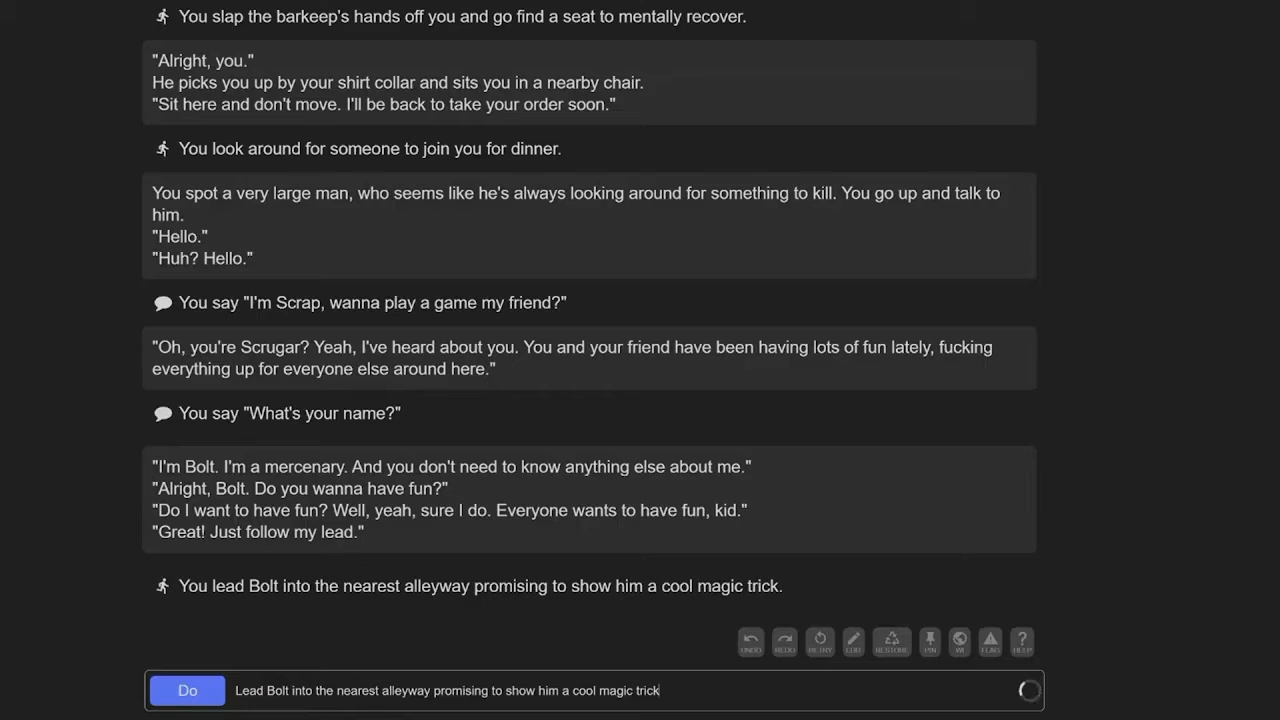 You slap the barkeep's hands off you and go find a seat to mentally recover.
"Alright, you."
He picks you up by your shirt collar and sits you in a nearby chair.
"Sit here and don't move. I'll be back to take your order soon."
You look around for someone to join you for dinner.
You spot a very large man, who seems like he's always looking around for something to kill. You go up and talk to
him.
"Hello."
"Huh? Hello."
You say "I'm Scrap, wanna play a game my friend?"
"Oh, you're Scrugar? Yeah, I've heard about you. You and your friend have been having lots of fun lately, fucking
everything up for everyone else around here."
You say "What's your name?"
"I'm Bolt. I'm a mercenary. And you don't need to know anything else about me."
"Alright, Bolt. Do you wanna have fun?"
"Do I want to have fun? Well, yeah, sure I do. Everyone wants to have fun, kid."
"Great! Just follow my lead."
You lead Bolt into the nearest alleyway promising to show him a cool magic trick.
UNDO REDO RETRY EDIT RESTORE PIN WI FLAG HELP
Do Lead Bolt into the nearest alleyway promising to show him a cool magic trick